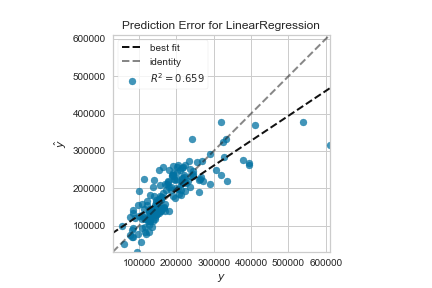 Prediction Error for LinearRegression
best fit
identity
R² = 0.659
600000
500000
400000
300000
200000
100000
ŷ
100000 200000 300000 400000 500000 600000
y